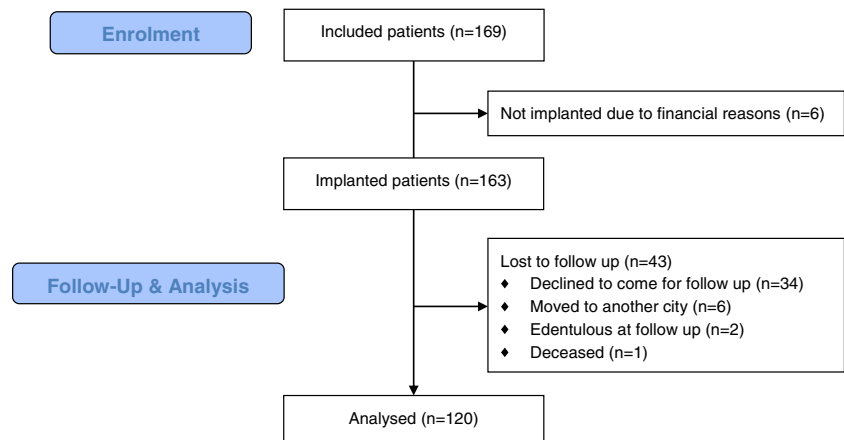 Enrolment
Included patients (n=169)
Not implanted due to financial reasons (n=6)
Implanted patients (n=163)
Follow-Up & Analysis
Lost to follow up (n=43)
♦ Declined to come for follow up (n=34)
♦ Moved to another city (n=6)
♦ Edentulous at follow up (n=2)
♦ Deceased (n=1)
Analysed (n=120)